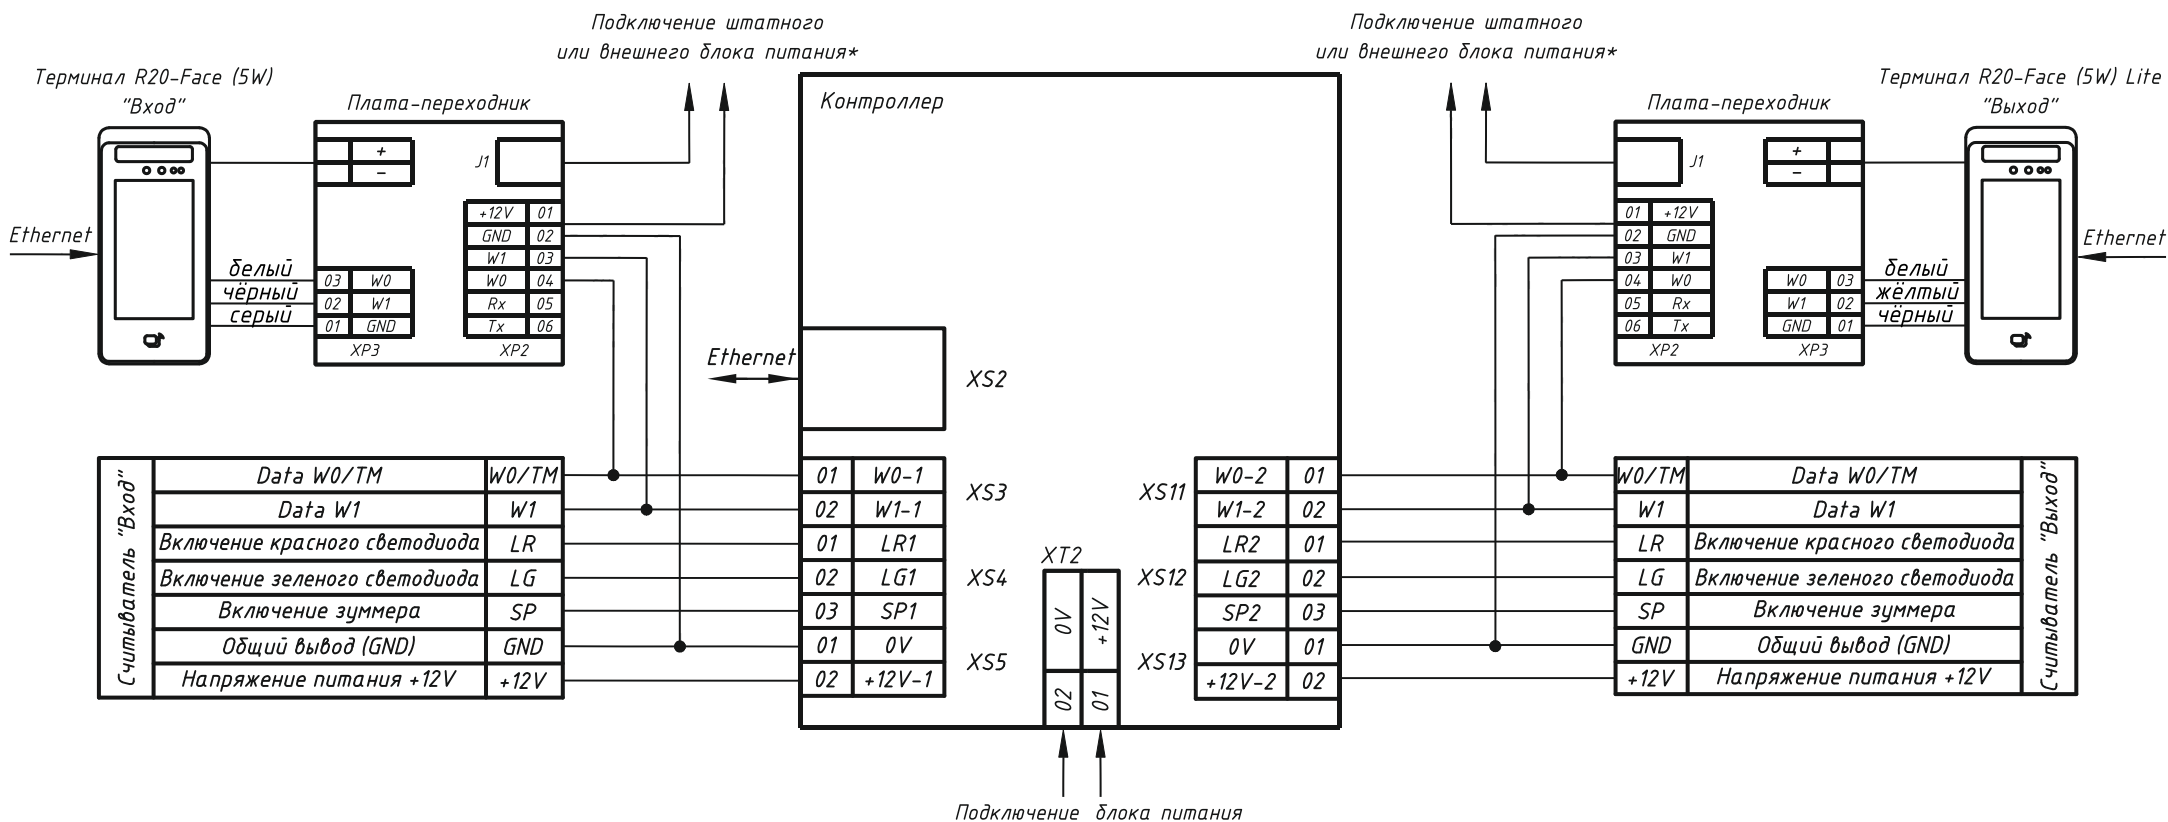 Подключение штатного
или внешнего блока питания*
Подключение штатного
или внешнего блока питания*
Терминал R20-Face (5W)
"Вход"
Плата-переходник
Контроллер
Плата-переходник
Терминал R20-Face (5W) Lite
"Выход"
+
-
J1
+12V 01
GND 02
W1 03
W0 04
Rx 05
Tx 06
XP2
Ethernet
белый
чёрный
серый
03 W0
02 W1
01 GND
XP3
J1
+
-
01 +12V
02 GND
03 W1
04 W0
05 Rx
06 Tx
XP2
W0 03
W1 02
GND 01
XP3
белый
жёлтый
чёрный
Ethernet
Ethernet
XS2
Считыватель "Вход"
Data W0/TM W0/TM
Data W1 W1
Включение красного светодиода LR
Включение зеленого светодиода LG
Включение зуммера SP
Общий вывод (GND) GND
Напряжение питания +12V +12V
01 W0-1
02 W1-1
XS3
01 LR1
02 LG1
03 SP1
XS4
01 0V
02 +12V-1
XS5
XT2
0V +12V
02 01
XS11
W0-2 01
W1-2 02
XS12
LR2 01
LG2 02
SP2 03
XS13
0V 01
+12V-2 02
W0/TM Data W0/TM
W1 Data W1
LR Включение красного светодиода
LG Включение зеленого светодиода
SP Включение зуммера
GND Общий вывод (GND)
+12V Напряжение питания +12V
Считыватель "Выход"
Подключение блока питания